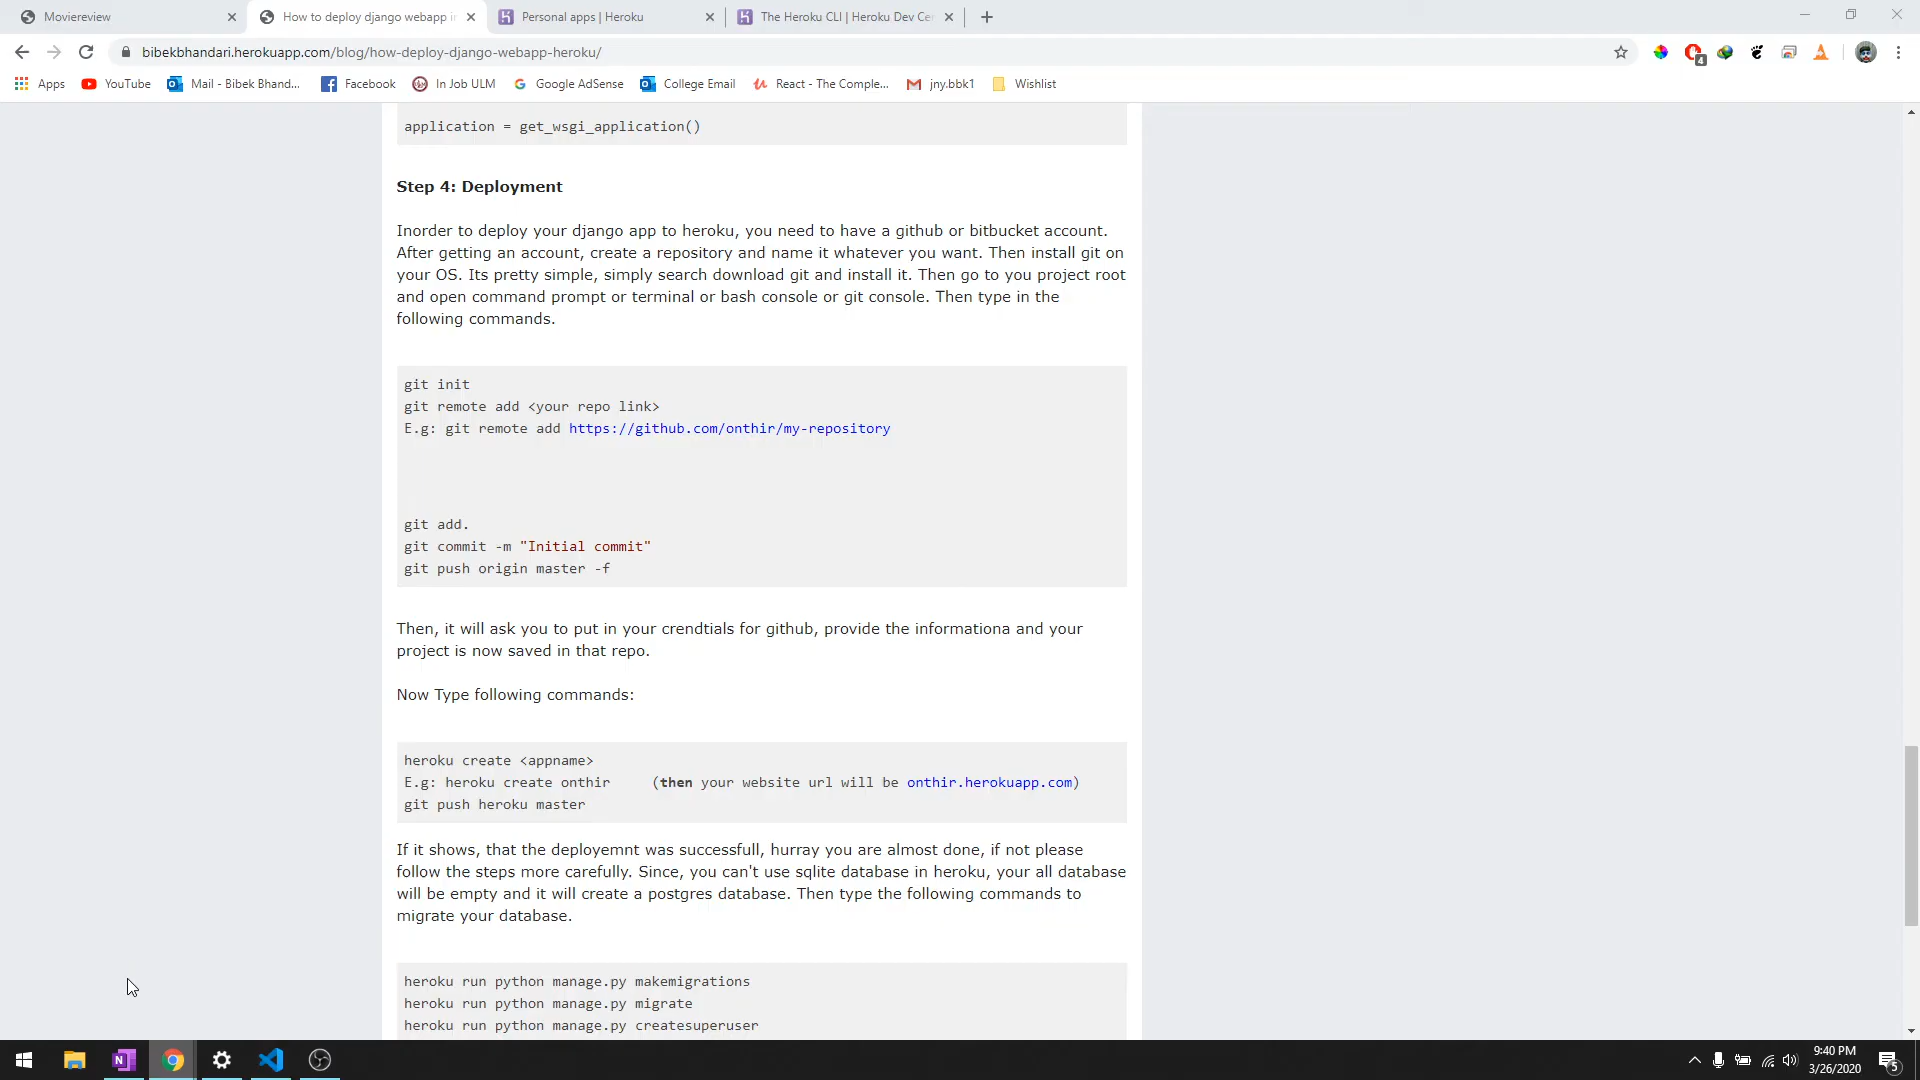 Moviereview
How to deploy django webapp in
Personal apps | Heroku
The Heroku CLI | Heroku Dev Cen
bibekbhandari.herokuapp.com/blog/how-deploy-django-webapp-heroku/
4
Apps
YouTube
Mail - Bibek Bhand...
Facebook
In Job ULM
Google AdSense
College Email
React - The Comple...
jny.bbk1
Wishlist
application = get_wsgi_application()
Step 4: Deployment
Inorder to deploy your django app to heroku, you need to have a github or bitbucket account.
After getting an account, create a repository and name it whatever you want. Then install git on
your OS. Its pretty simple, simply search download git and install it. Then go to you project root
and open command prompt or terminal or bash console or git console. Then type in the
following commands.
git init
git remote add <your repo link>
E.g: git remote add https://github.com/onthir/my-repository
git add.
git commit -m "Initial commit"
git push origin master -f
Then, it will ask you to put in your crendtials for github, provide the informationa and your
project is now saved in that repo.
Now Type following commands:
heroku create <appname>
E.g: heroku create onthir (then your website url will be onthir.herokuapp.com)
git push heroku master
If it shows, that the deployemnt was successfull, hurray you are almost done, if not please
follow the steps more carefully. Since, you can't use sqlite database in heroku, your all database
will be empty and it will create a postgres database. Then type the following commands to
migrate your database.
heroku run python manage.py makemigrations
heroku run python manage.py migrate
heroku run python manage.py createsuperuser
N
9:40 PM
3/26/2020
5